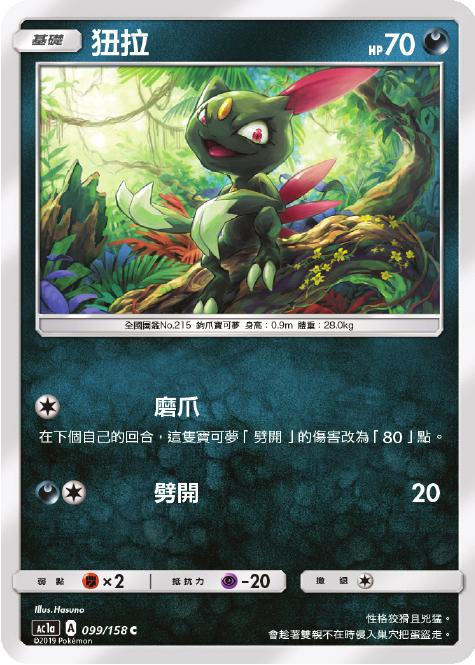 基礎 狃拉 HP70
全國圖鑑No.215 鉤爪寶可夢 身高：0.9m 體重：28.0kg
磨爪
在下個自己的回合，這隻寶可夢「劈開」的傷害改為「80」點。
劈開 20
弱點 ×2 抵抗力 -20 撤退
Illus.Hasuno
AC1a A 099/158 C
©2019 Pokémon
性格狡猾且兇猛。
會趁著雙親不在時侵入巢穴把蛋盜走。